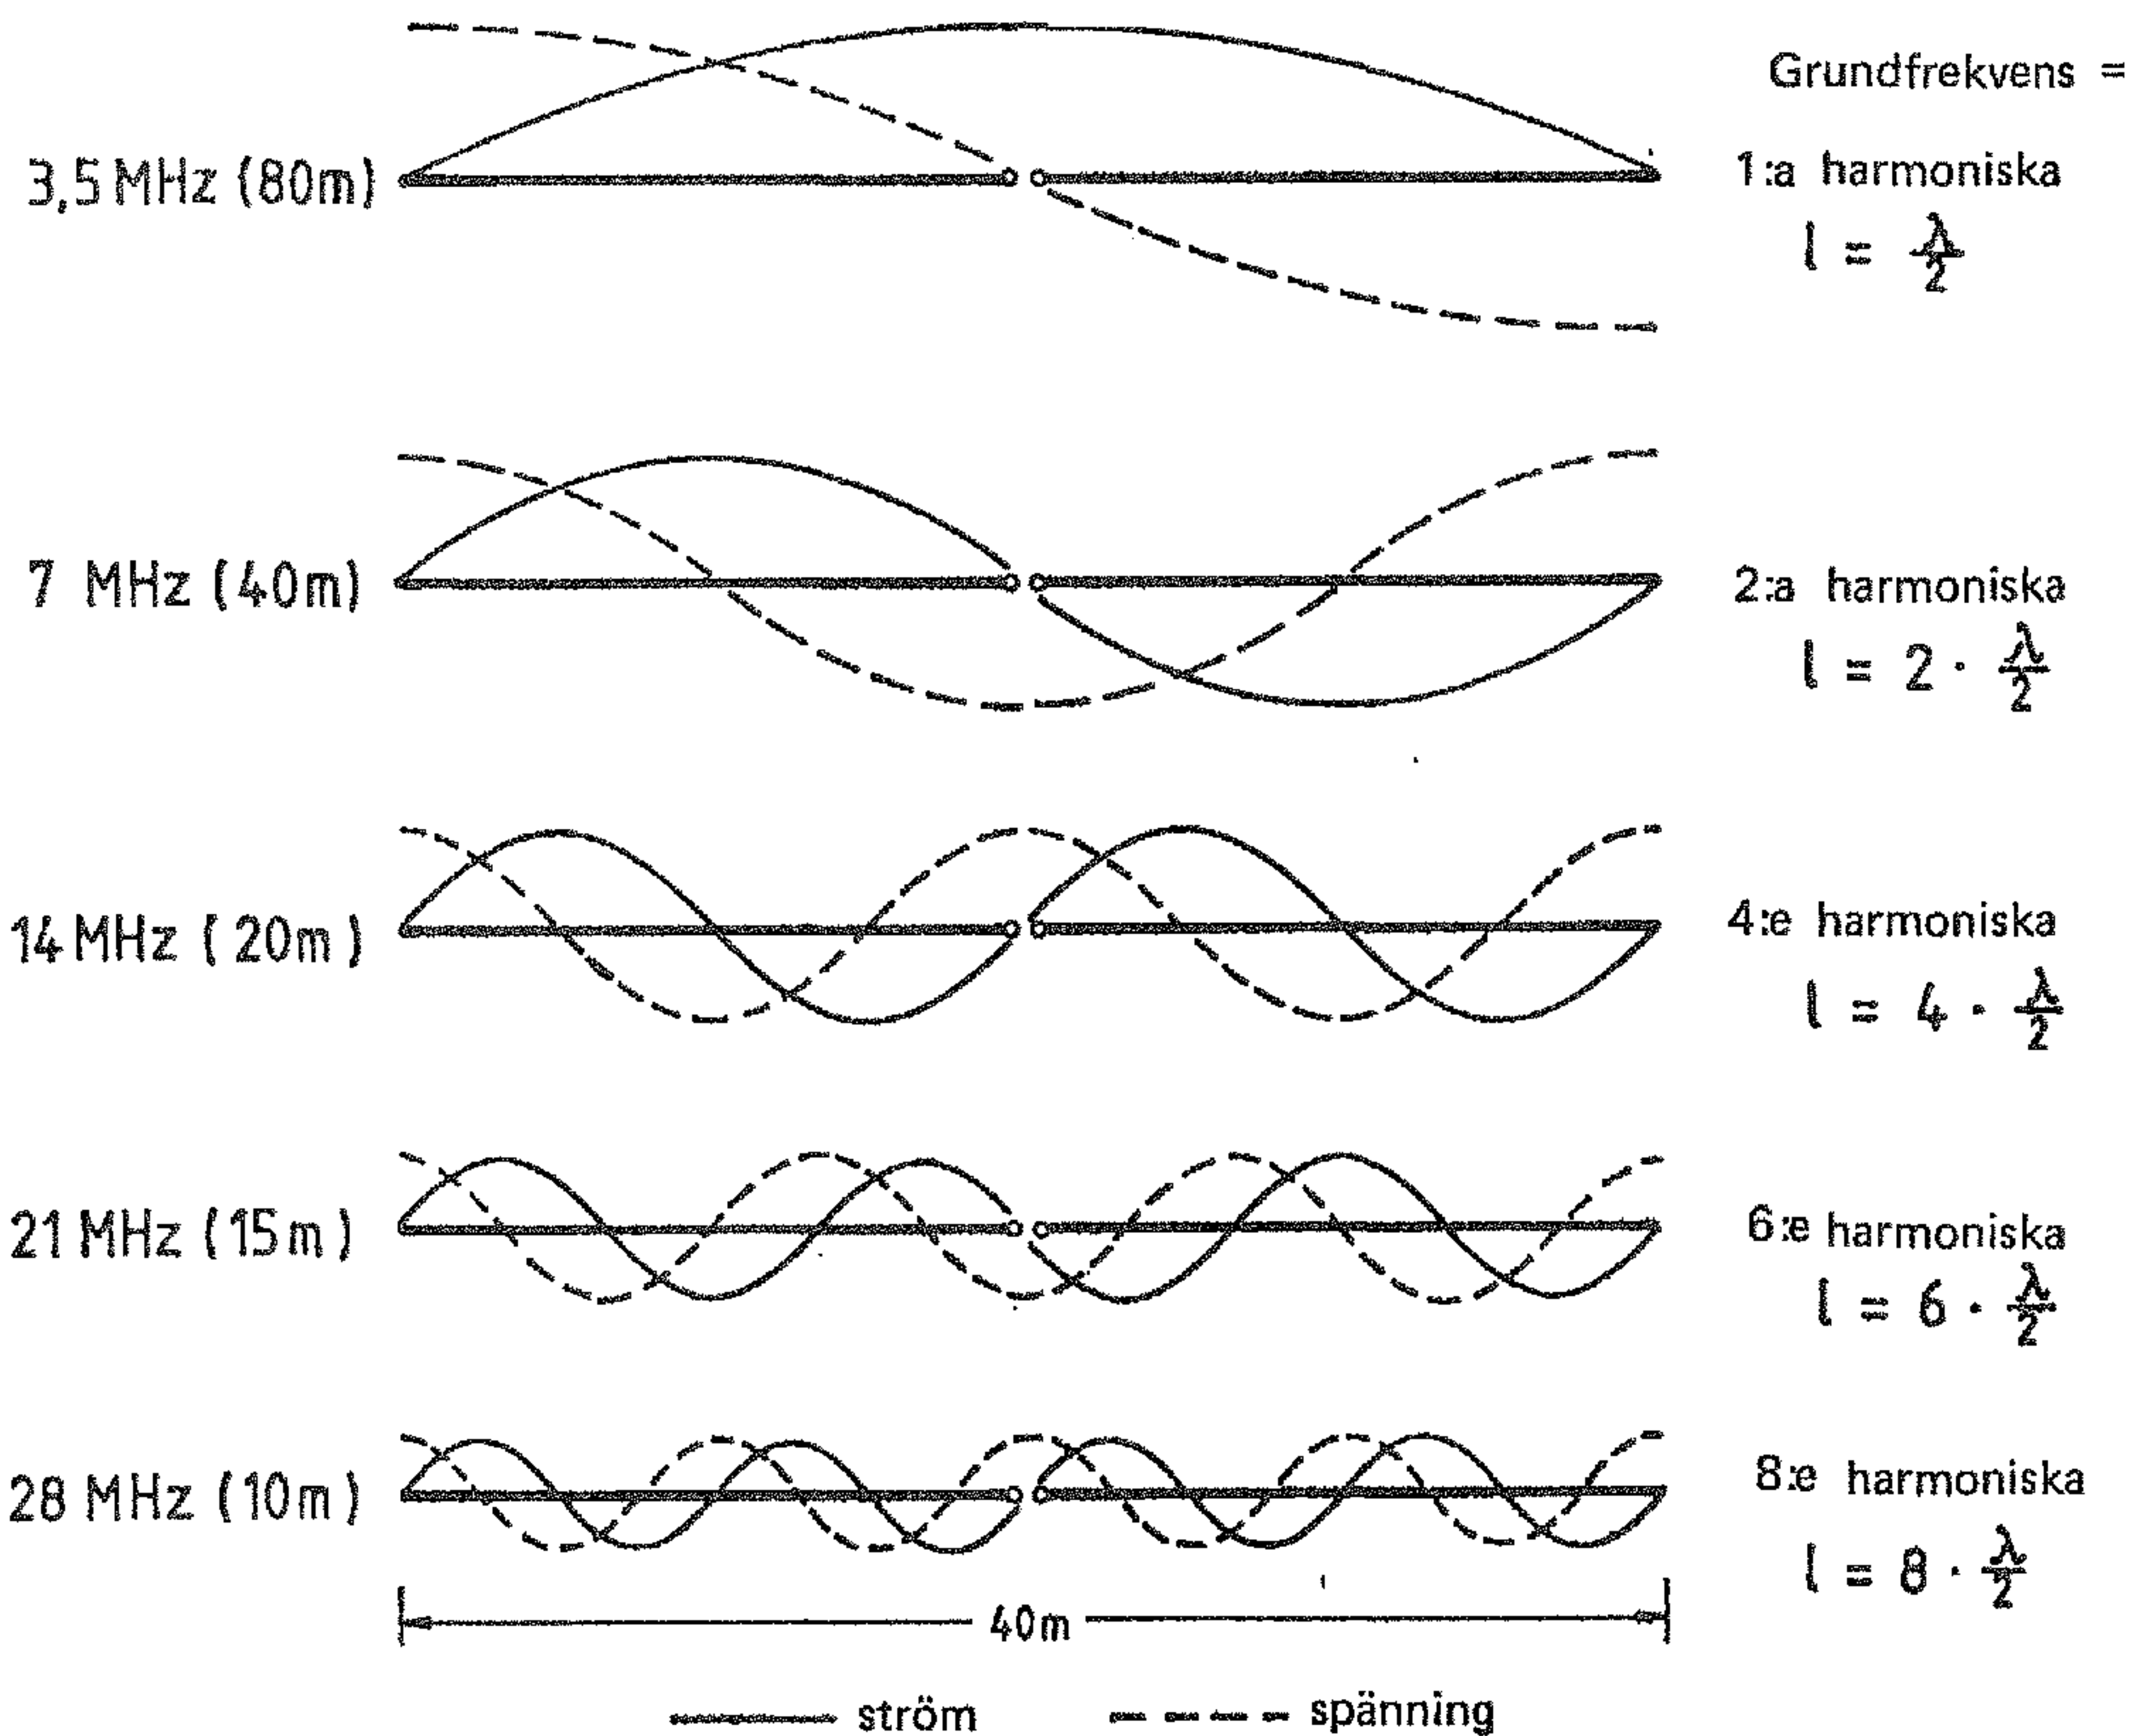 Grundfrekvens =
3,5 MHz (80m)
1:a harmoniska
l = λ/2
7 MHz (40m)
2:a harmoniska
l = 2 · λ/2
14 MHz (20m)
4:e harmoniska
l = 4 · λ/2
21 MHz (15m)
6:e harmoniska
l = 6 · λ/2
28 MHz (10m)
8:e harmoniska
l = 8 · λ/2
40m
ström
spänning